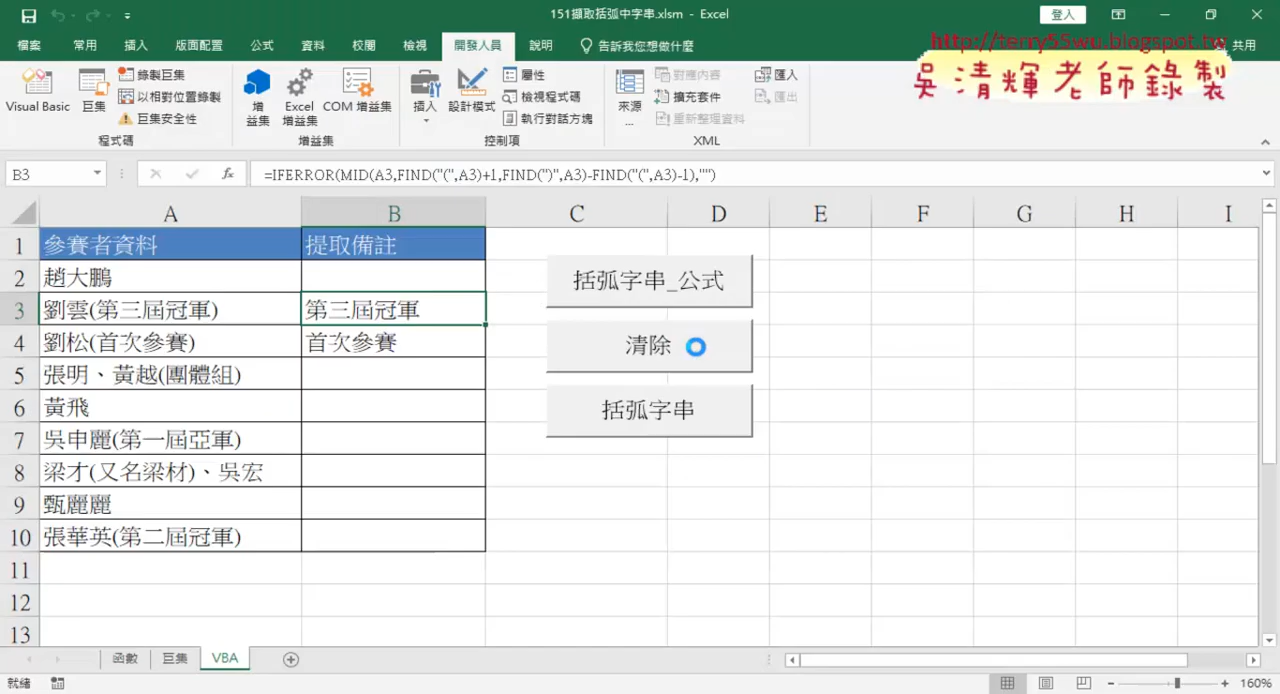 151擷取括弧中字串.xlsm - Excel
登入
檔案 常用 插入 版面配置 公式 資料 校閱 檢視 開發人員 說明 告訴我您想做什麼 共用
http://terry55wu.blogspot.tw
吳清輝老師錄製
Visual Basic 巨集 錄製巨集 以相對位置錄製 巨集安全性
增益集 Excel 增益集 COM 增益集
插入 設計模式 屬性 檢視程式碼 執行對話方塊
來源... 對應內容 擴充套件 重新整理資料 匯入 匯出
程式碼 增益集 控制項 XML
B3 fx =IFERROR(MID(A3,FIND("(",A3)+1,FIND(")",A3)-FIND("(",A3)-1),"")
A B C D E F G H I
1 參賽者資料 提取備註
2 趙大鵬
括弧字串_公式
3 劉雲(第三屆冠軍) 第三屆冠軍
4 劉松(首次參賽) 首次參賽
清除
5 張明、黃越(團體組)
6 黃飛
括弧字串
7 吳申麗(第一屆亞軍)
8 梁才(又名梁材)、吳宏
9 甄麗麗
10 張華英(第二屆冠軍)
11
12
13
函數 巨集 VBA
就緒 160%